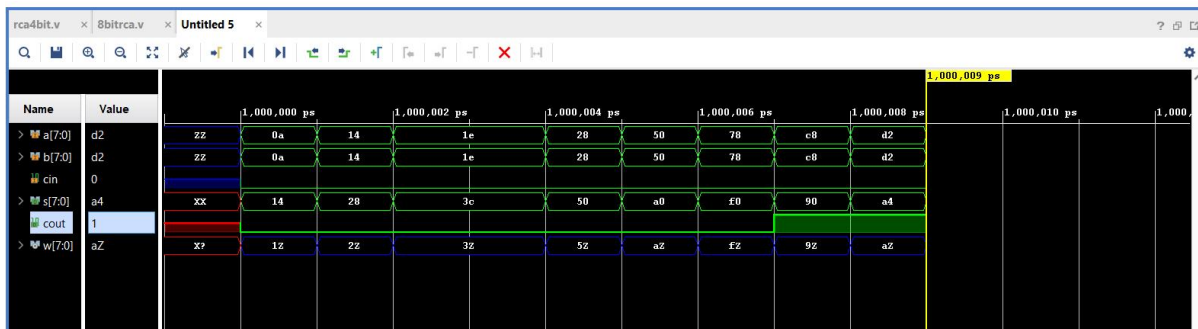 rca4bit.v × 8bitrca.v × Untitled 5 × ?
1,000,009 ps
Name Value 1,000,000 ps 1,000,002 ps 1,000,004 ps 1,000,006 ps 1,000,008 ps 1,000,010 ps 1,000,
> a[7:0] d2 ZZ 0a 14 1e 28 50 78 c8 d2
> b[7:0] d2 ZZ 0a 14 1e 28 50 78 c8 d2
cin 0
> s[7:0] a4 XX 14 28 3c 50 a0 f0 90 a4
cout 1
> w[7:0] aZ X? 1Z 2Z 3Z 5Z aZ fZ 9Z aZ